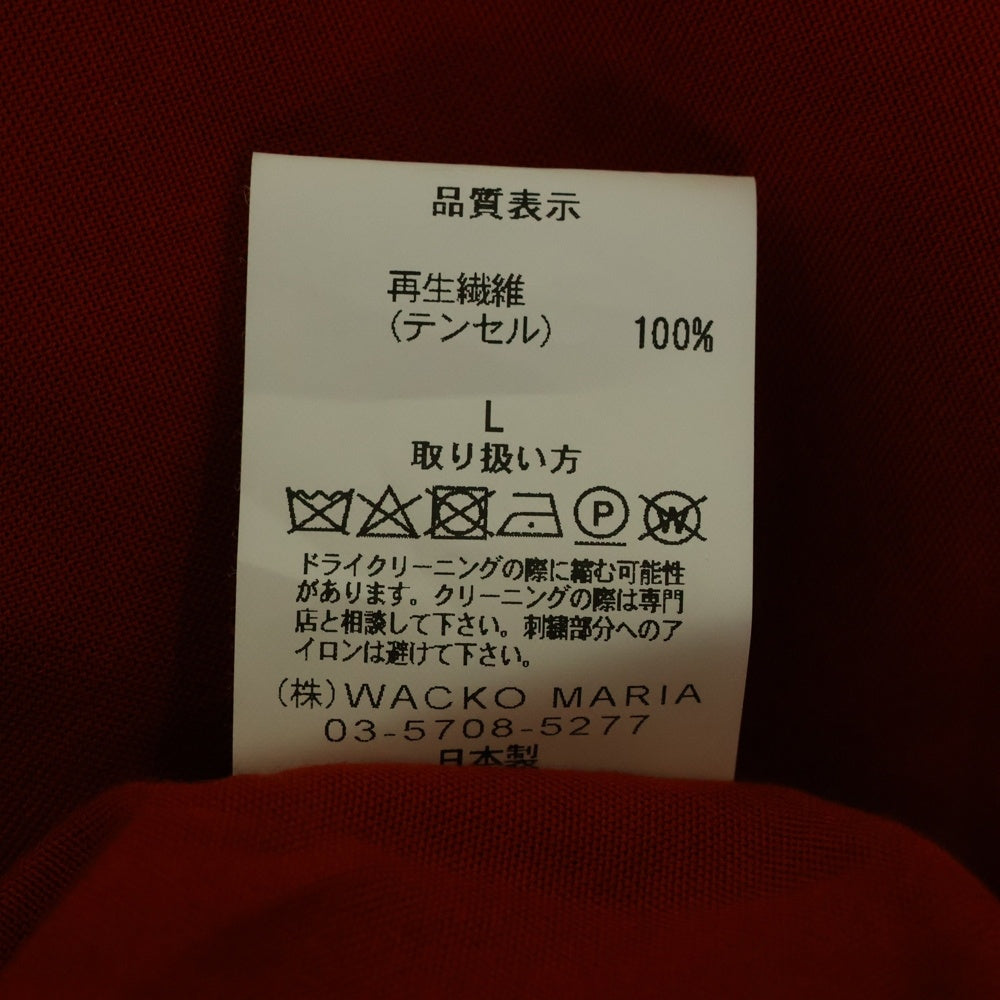 品質表示
再生繊維
(テンセル) 100%
L
取り扱い方
P W
ドライクリーニングの際に縮む可能性
があります。クリーニングの際は専門
店と相談して下さい。刺繍部分へのア
イロンは避けて下さい。
(株)WACKO MARIA
03-5708-5277
日本製